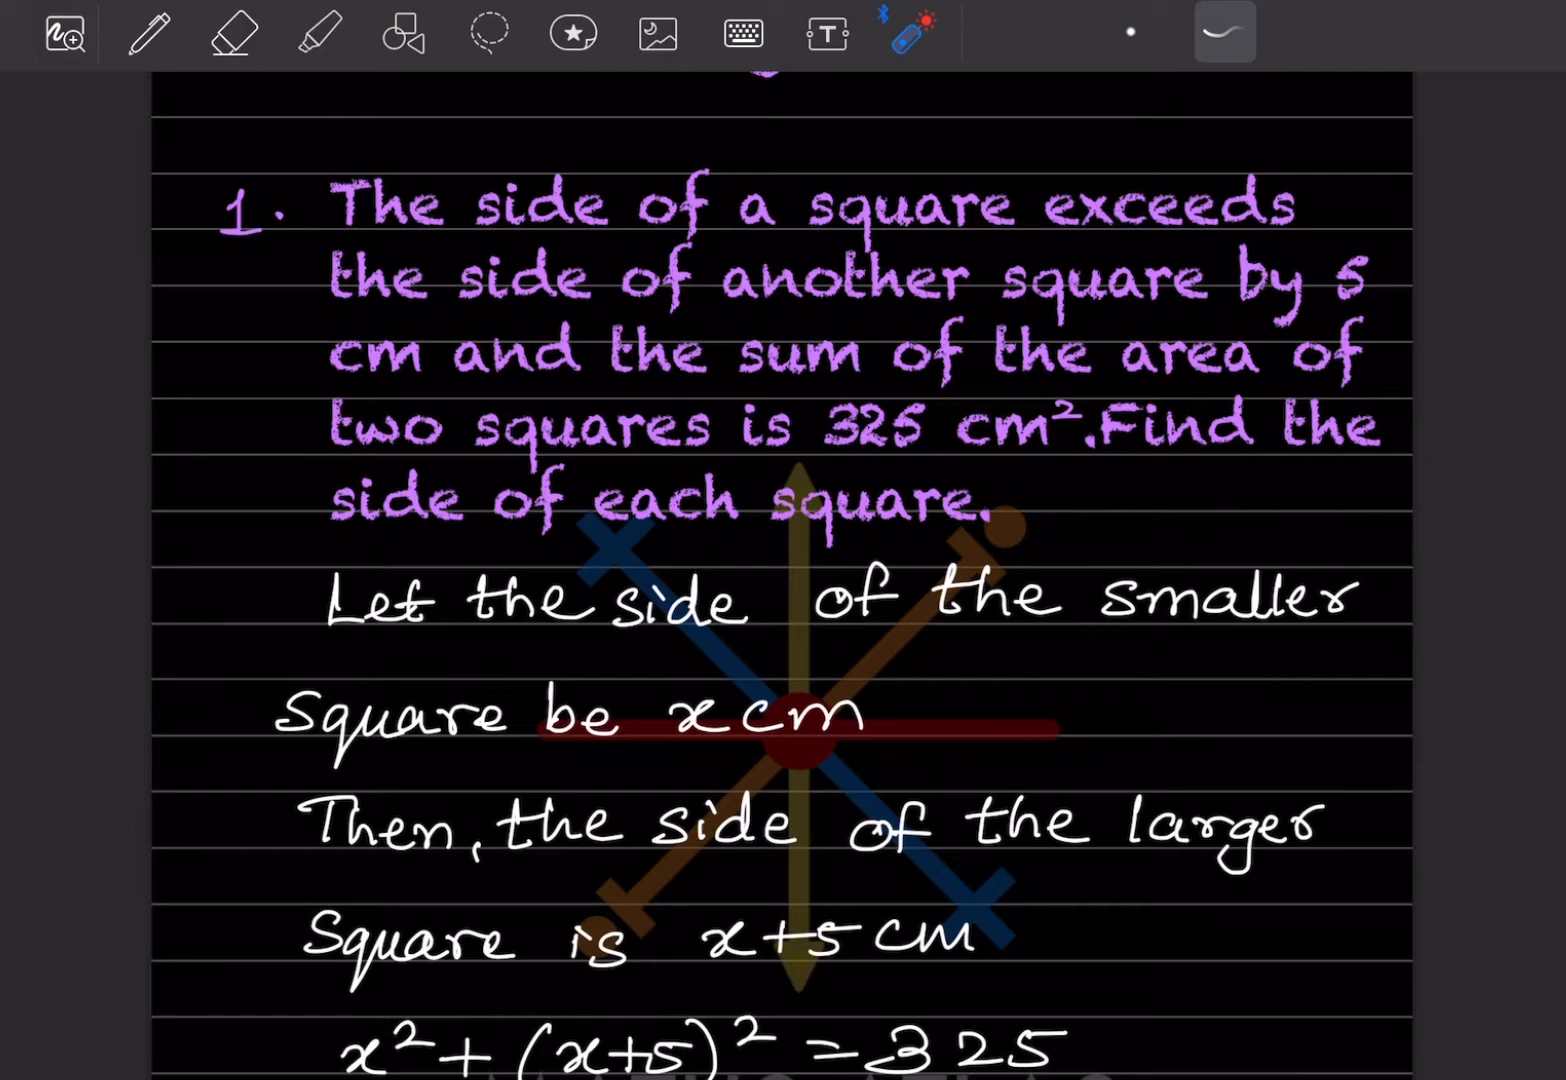 1. The side of a square exceeds
the side of another square by 5
cm and the sum of the area of
two squares is 325 cm².Find the
side of each square.
Let the side of the smaller
Square be x cm
Then, the side of the larger
Square is x+5 cm
x²+(x+5)²=325